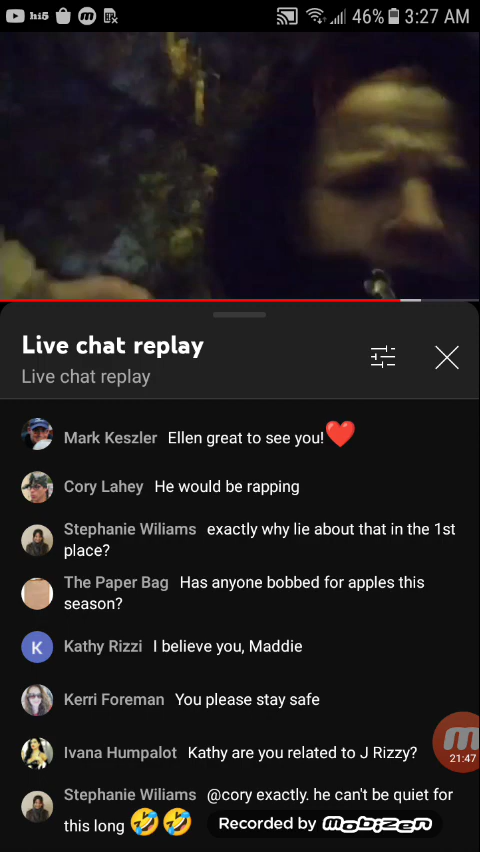 hi5 46% 3:27 AM
Live chat replay
Live chat replay
Mark Keszler Ellen great to see you!❤️
Cory Lahey He would be rapping
Stephanie Wiliams exactly why lie about that in the 1st
place?
The Paper Bag Has anyone bobbed for apples this
season?
K Kathy Rizzi I believe you, Maddie
Kerri Foreman You please stay safe
Ivana Humpalot Kathy are you related to J Rizzy?
21:47
Stephanie Wiliams @cory exactly. he can't be quiet for
this long 🤣🤣 Recorded by mobizen